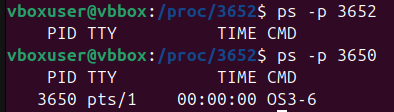 vboxuser@vbbox:/proc/3652$ ps -p 3652
    PID TTY          TIME CMD
vboxuser@vbbox:/proc/3652$ ps -p 3650
    PID TTY          TIME CMD
   3650 pts/1    00:00:00 OS3-6